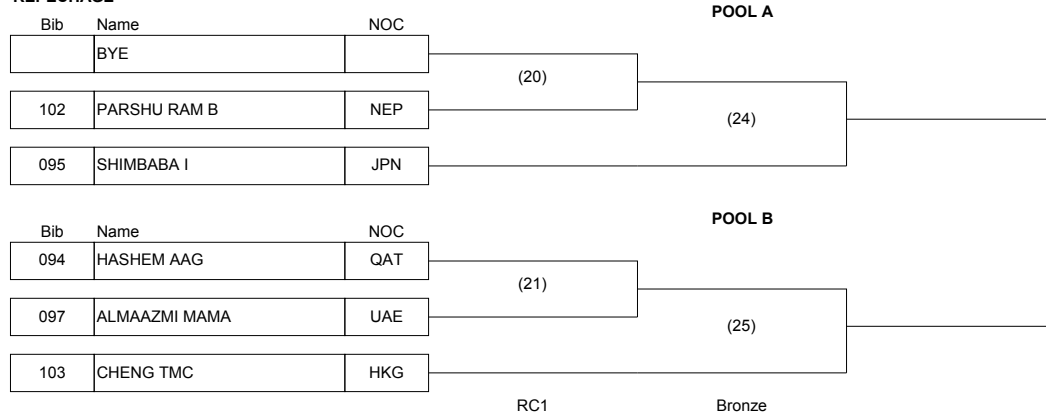 REPECHAGE
POOL A
Bib Name NOC
BYE
(20)
102 PARSHU RAM B NEP
(24)
095 SHIMBABA I JPN
POOL B
Bib Name NOC
094 HASHEM AAG QAT
(21)
097 ALMAAZMI MAMA UAE
(25)
103 CHENG TMC HKG
RC1 Bronze